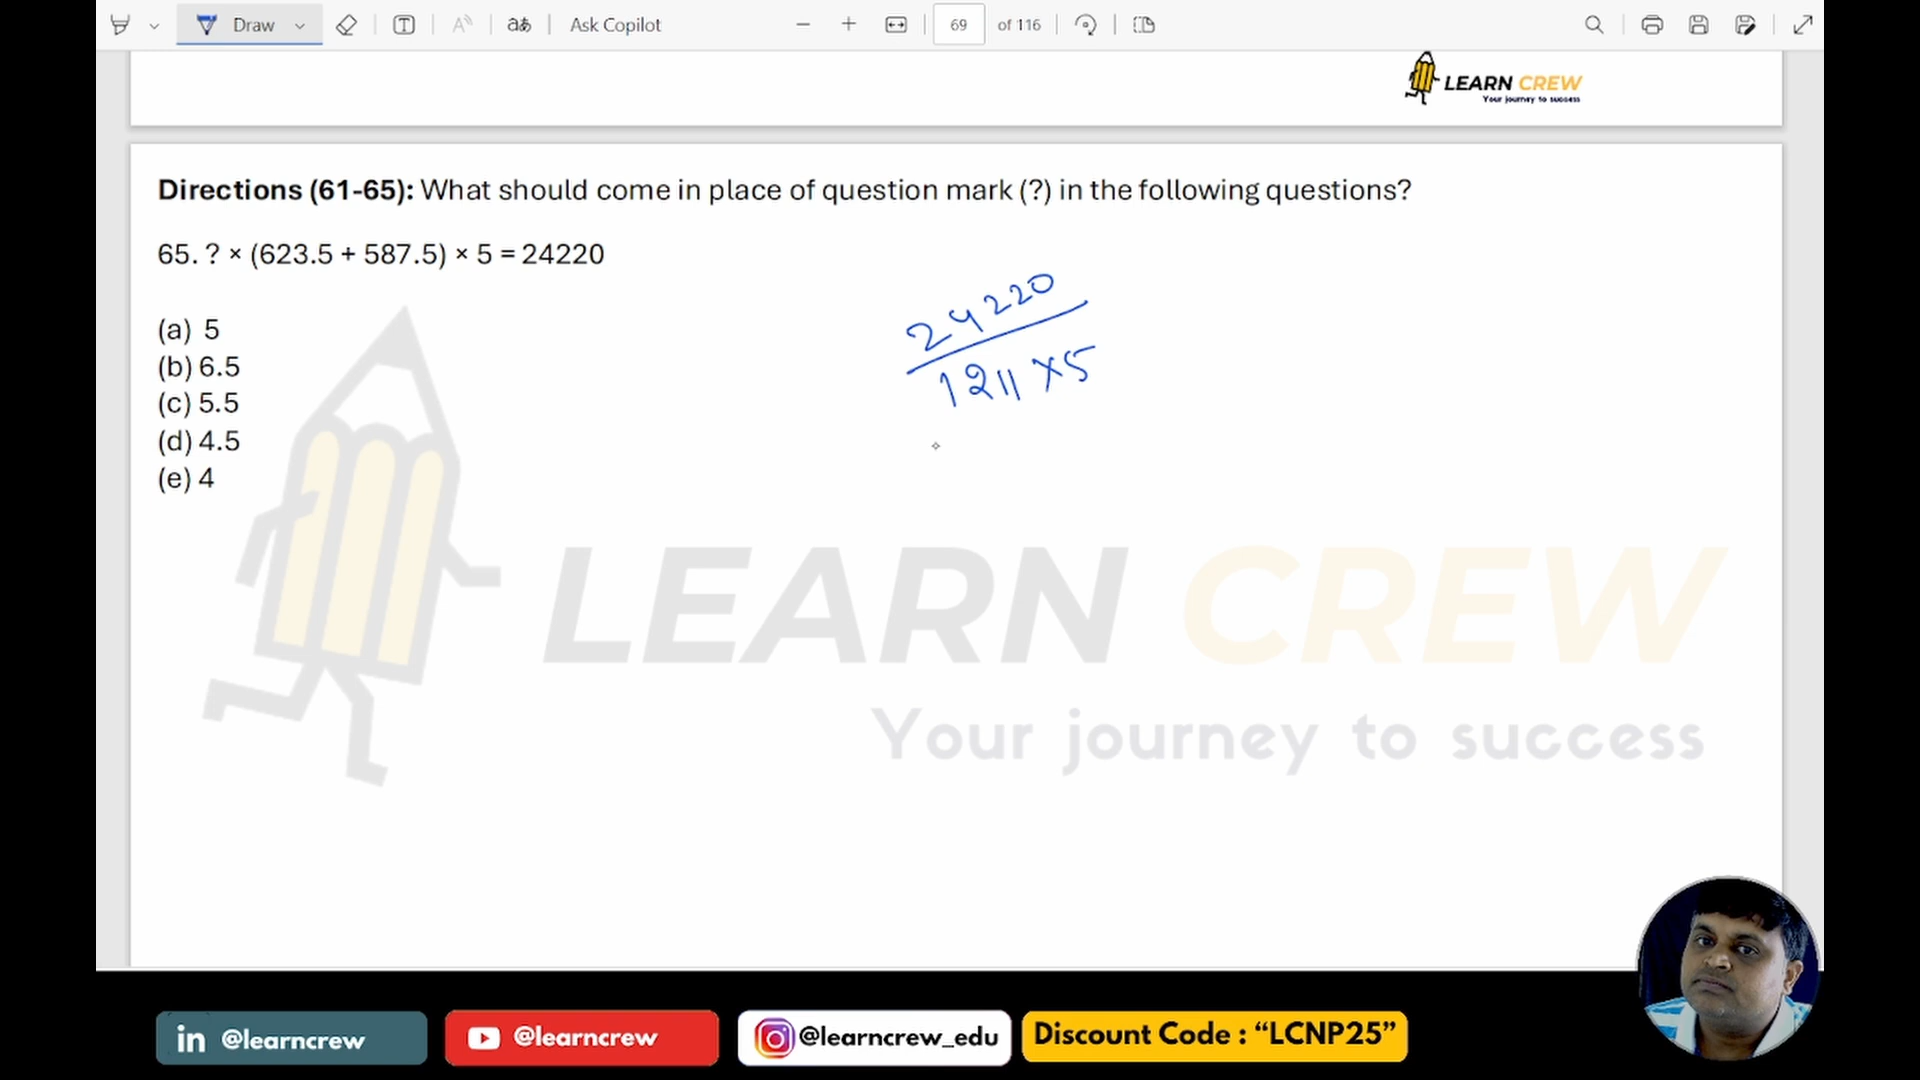 Draw
Ask Copilot
69 of 116
LEARN CREW
Your journey to success
Directions (61-65): What should come in place of question mark (?) in the following questions?
65. ? × (623.5 + 587.5) × 5 = 24220
24220
1211 × 5
(a) 5
(b) 6.5
(c) 5.5
(d) 4.5
(e) 4
LEARN CREW
Your journey to success
in @learncrew
@learncrew
@learncrew_edu
Discount Code : “LCNP25”